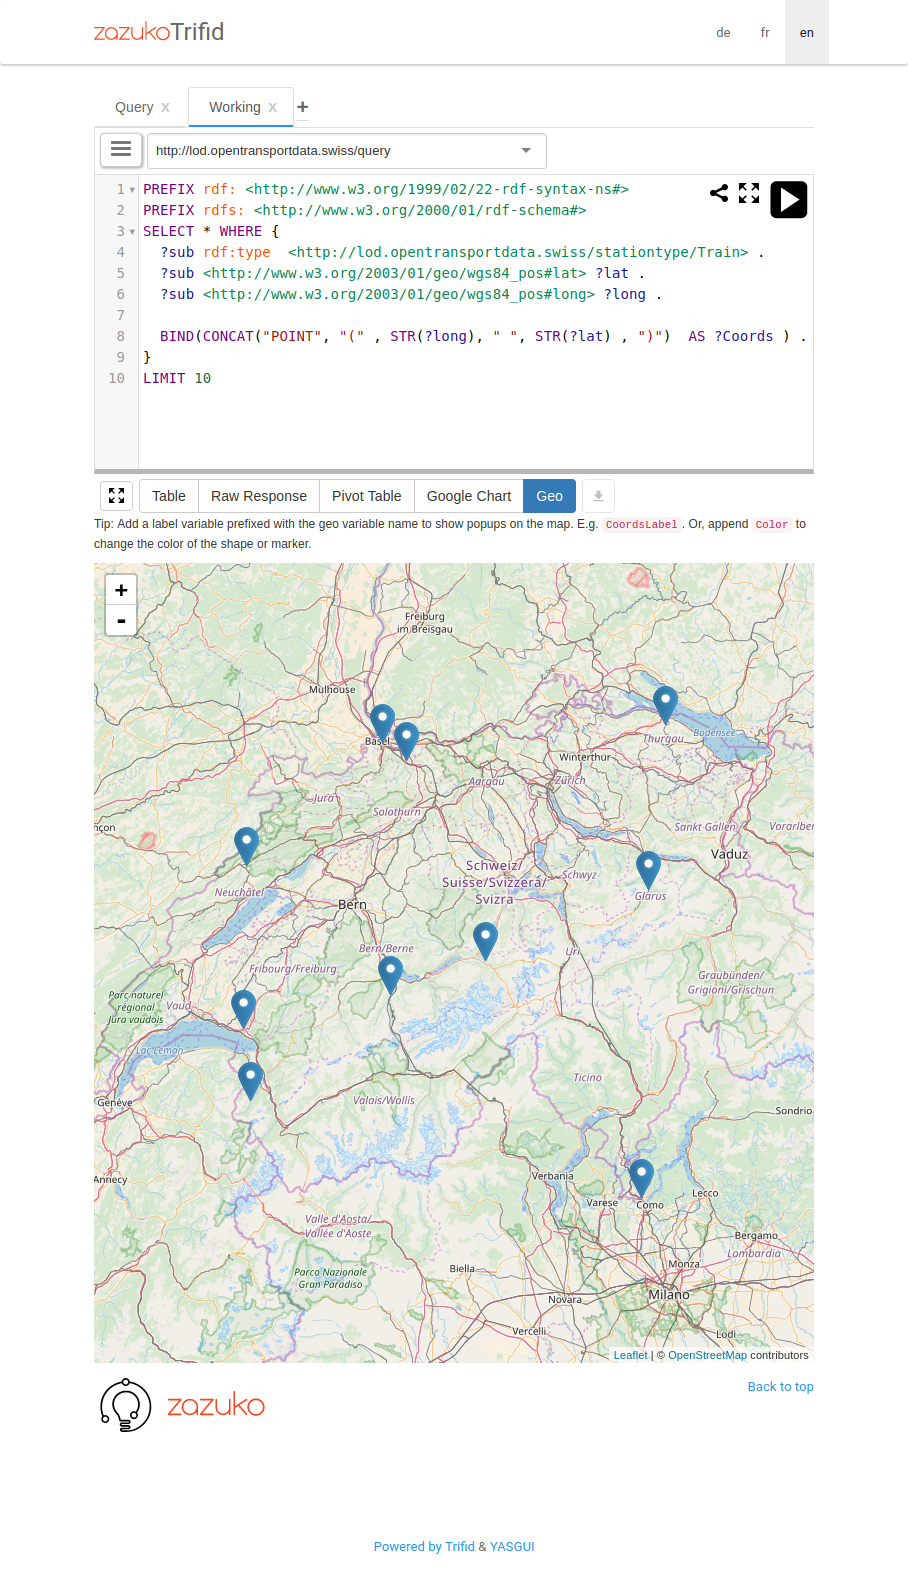 zazukoTrifid
de fr en
Query x Working x +
http://lod.opentransportdata.swiss/query
1 PREFIX rdf: <http://www.w3.org/1999/02/22-rdf-syntax-ns#>
2 PREFIX rdfs: <http://www.w3.org/2000/01/rdf-schema#>
3 SELECT * WHERE {
4 ?sub rdf:type  <http://lod.opentransportdata.swiss/stationtype/Train> .
5 ?sub <http://www.w3.org/2003/01/geo/wgs84_pos#lat> ?lat .
6 ?sub <http://www.w3.org/2003/01/geo/wgs84_pos#long> ?long .
7
8 BIND(CONCAT("POINT", "(" , STR(?long), " ", STR(?lat) , ")")  AS ?Coords ) .
9 }
10 LIMIT 10
Table Raw Response Pivot Table Google Chart Geo
Tip: Add a label variable prefixed with the geo variable name to show popups on the map. E.g. CoordsLabel. Or, append Color to
change the color of the shape or marker.
+
-
Freiburg
im Breisgau
Mulhouse
Basel
Thurgau
Bodensee
Winterthur
Aargau
Zürich
Jura
Solothurn
nçon
Sankt Gallen
Vorarlber
Vaduz
Schweiz/
Suisse/Svizzera/
Svizra
Schwyz
Glarus
Neuchâtel
Bern
Bern/Berne
Uri
Fribourg/Freiburg
Graubünden/
Grigioni/Grischun
Parc naturel
régional
Jura vaudois
Vaud
Lac Léman
Ticino
Genève
Valais/Wallis
Sondrio
Annecy
Verbania
Varese
Como
Lecco
Valle d'Aosta/
Vallée d'Aoste
Bergamo
Lombardia
Biella
Monza
Parco Nazionale
Gran Paradiso
Novara
Milano
Vercelli
Lodi
Leaflet | © OpenStreetMap contributors
zazuko
Back to top
Powered by Trifid & YASGUI